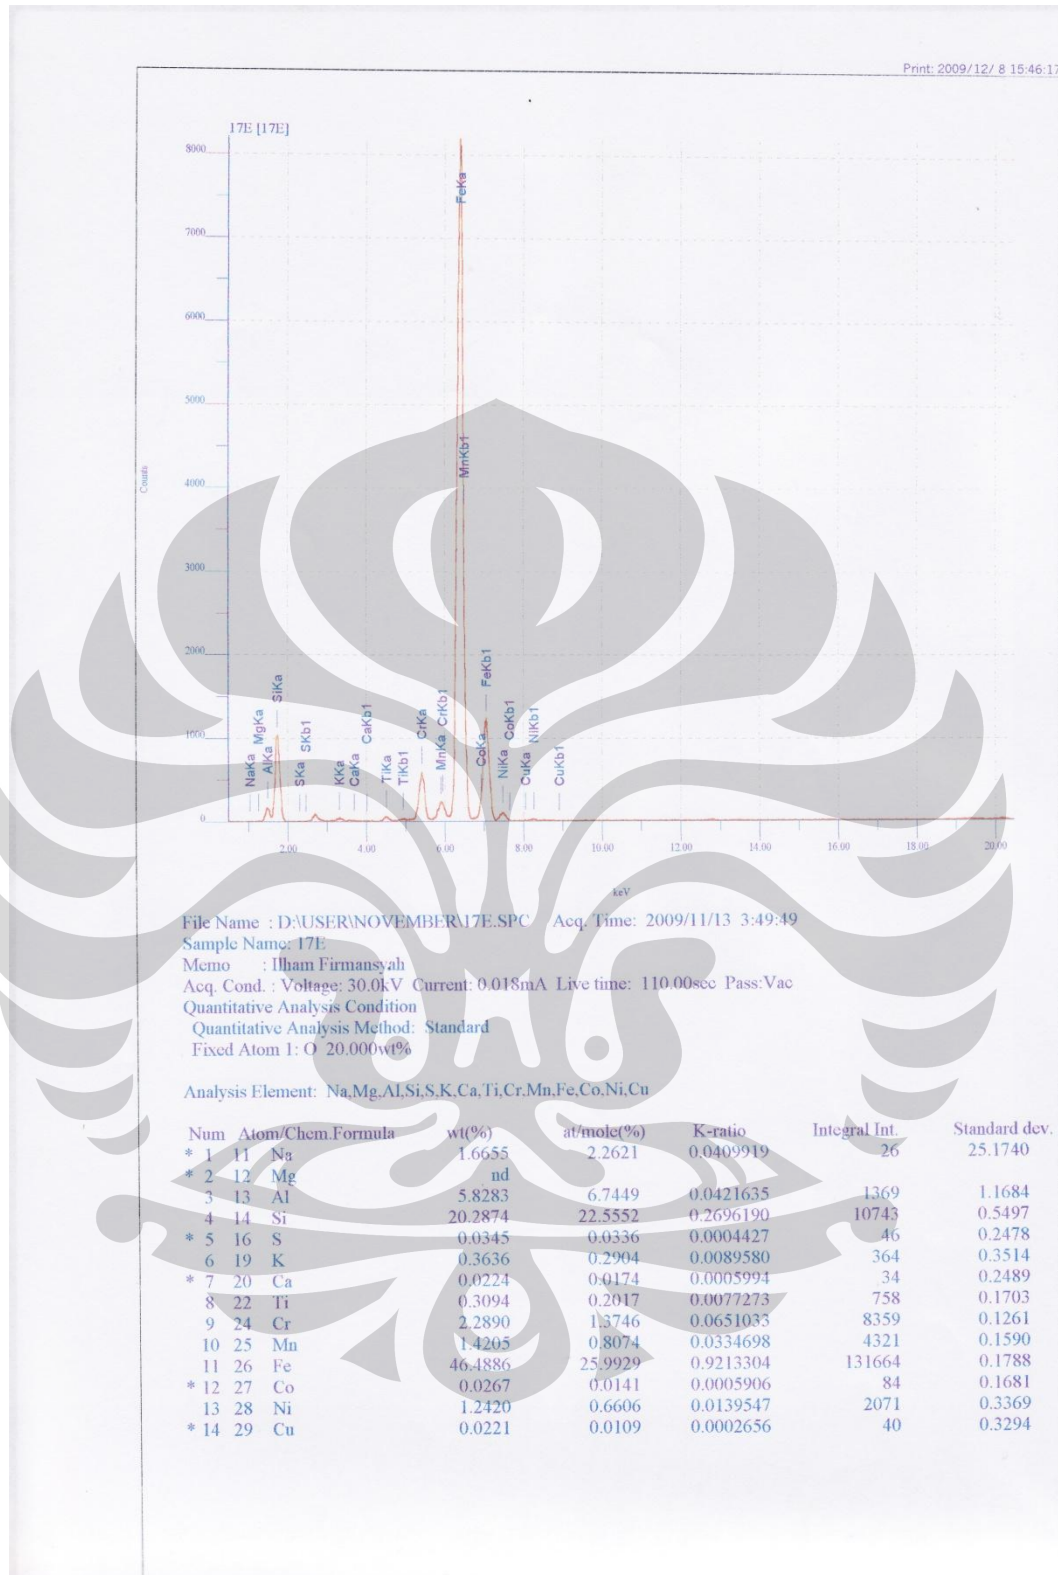 Print: 2009/12/ 8 15:46:17
17E [17E]
8000
7000
6000
5000
4000
3000
2000
1000
0
Counts
NaKa
MgKa
AlKa
SiKa
SKa
SKb1
KKa
CaKa
CaKb1
TiKa
TiKb1
CrKa
MnKa
CrKb1
FeKa
MnKb1
CoKa
FeKb1
NiKa
CoKb1
CuKa
NiKb1
CuKb1
2.00 4.00 6.00 8.00 10.00 12.00 14.00 16.00 18.00 20.00
keV
File Name : D:\USER\NOVEMBER\17E.SPC Acq. Time: 2009/11/13 3:49:49
Sample Name: 17E
Memo : Ilham Firmansyah
Acq. Cond. : Voltage: 30.0kV Current: 0.018mA Live time: 110.00sec Pass:Vac
Quantitative Analysis Condition
Quantitative Analysis Method: Standard
Fixed Atom 1: O 20.000wt%
Analysis Element: Na,Mg,Al,Si,S,K,Ca,Ti,Cr,Mn,Fe,Co,Ni,Cu
Num Atom/Chem.Formula wt(%) at/mole(%) K-ratio Integral Int. Standard dev.
* 1 11 Na 1.6655 2.2621 0.0409919 26 25.1740
* 2 12 Mg nd
3 13 Al 5.8283 6.7449 0.0421635 1369 1.1684
4 14 Si 20.2874 22.5552 0.2696190 10743 0.5497
* 5 16 S 0.0345 0.0336 0.0004427 46 0.2478
6 19 K 0.3636 0.2904 0.0089580 364 0.3514
* 7 20 Ca 0.0224 0.0174 0.0005994 34 0.2489
8 22 Ti 0.3094 0.2017 0.0077273 758 0.1703
9 24 Cr 2.2890 1.3746 0.0651033 8359 0.1261
10 25 Mn 1.4205 0.8074 0.0334698 4321 0.1590
11 26 Fe 46.4886 25.9929 0.9213304 131664 0.1788
* 12 27 Co 0.0267 0.0141 0.0005906 84 0.1681
13 28 Ni 1.2420 0.6606 0.0139547 2071 0.3369
* 14 29 Cu 0.0221 0.0109 0.0002656 40 0.3294